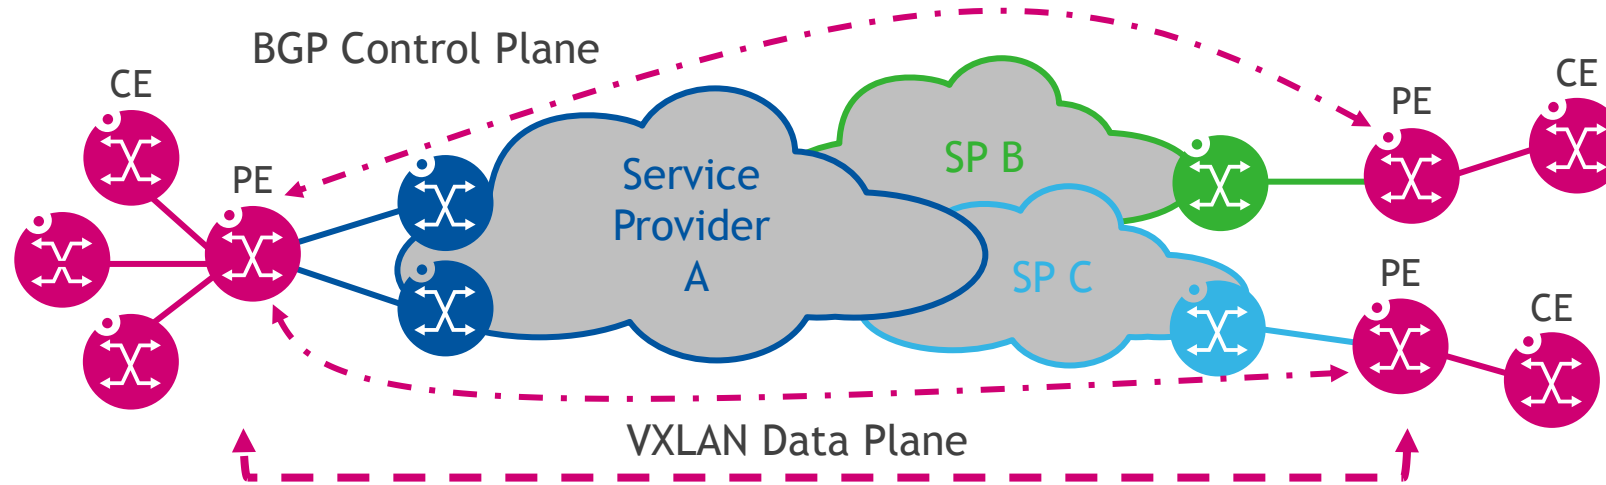 BGP Control Plane
CE
PE
Service
Provider
A
SP B
SP C
PE
CE
PE
CE
VXLAN Data Plane